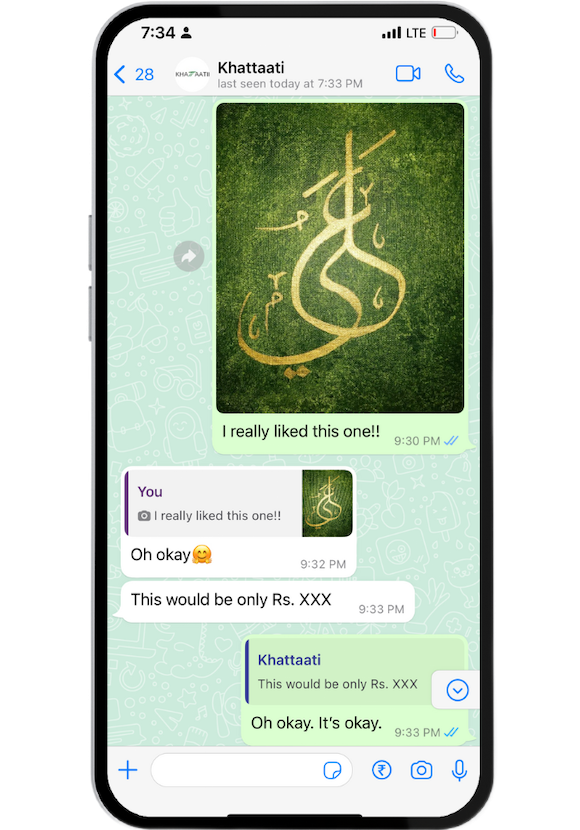 7:34
LTE
28
KHATTAATI
Khattaati
last seen today at 7:33 PM
علي
I really liked this one!!
9:30 PM
You
I really liked this one!!
Oh okay🤗
9:32 PM
This would be only Rs. XXX
9:33 PM
Khattaati
This would be only Rs. XXX
Oh okay. It's okay.
9:33 PM
₹